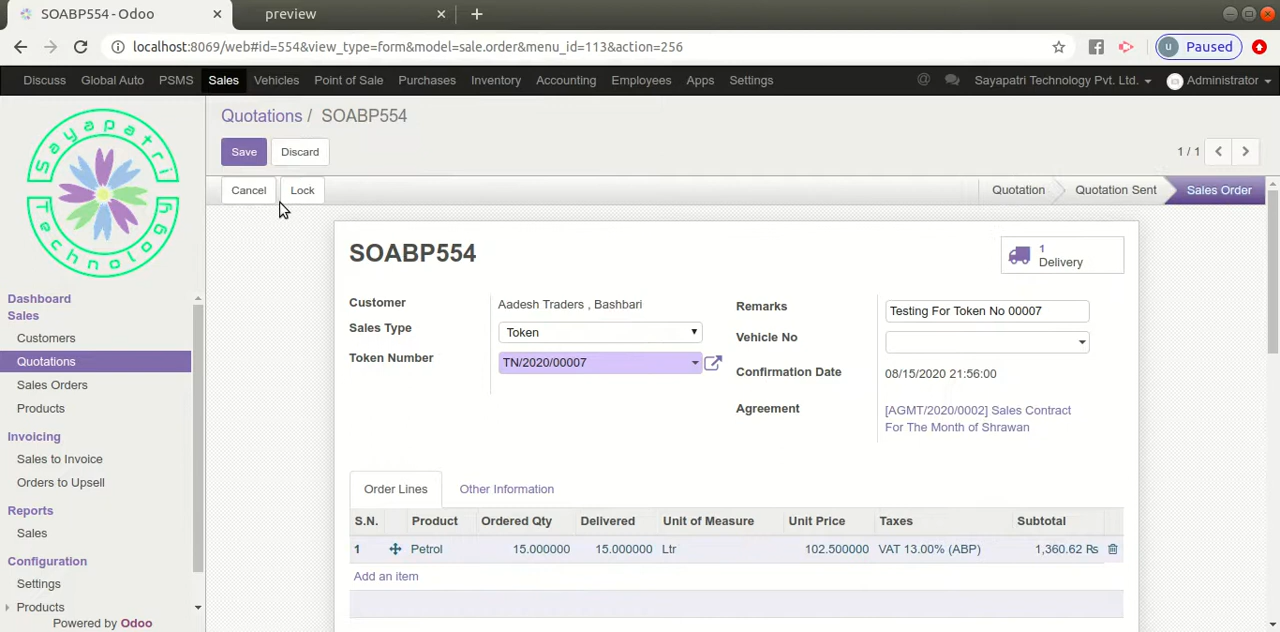 SOABP554 - Odoo
preview
localhost:8069/web#id=554&view_type=form&model=sale.order&menu_id=113&action=256
u Paused
Discuss Global Auto PSMS Sales Vehicles Point of Sale Purchases Inventory Accounting Employees Apps Settings @ Sayapatri Technology Pvt. Ltd. Administrator
Sayapatri
Technology
Quotations / SOABP554
Save Discard
1 / 1
Cancel Lock
Quotation Quotation Sent Sales Order
Dashboard
Sales
Customers
Quotations
Sales Orders
Products
Invoicing
Sales to Invoice
Orders to Upsell
Reports
Sales
Configuration
Settings
Products
Powered by Odoo
SOABP554
1
Delivery
Customer Aadesh Traders , Bashbari
Sales Type Token
Token Number TN/2020/00007
Remarks Testing For Token No 00007
Vehicle No
Confirmation Date 08/15/2020 21:56:00
Agreement [AGMT/2020/0002] Sales Contract
For The Month of Shrawan
Order Lines Other Information
S.N. Product Ordered Qty Delivered Unit of Measure Unit Price Taxes Subtotal
1 Petrol 15.000000 15.000000 Ltr 102.500000 VAT 13.00% (ABP) 1,360.62 ₨
Add an item